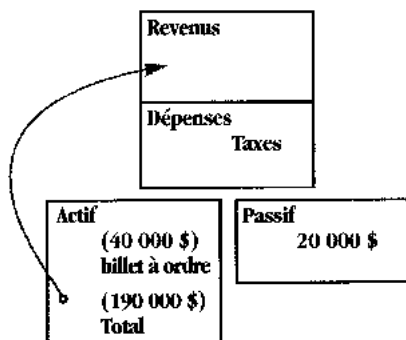 Revenus
Dépenses
Taxes
Actif
(40 000 $)
billet à ordre
(190 000 $)
Total
Passif
20 000 $